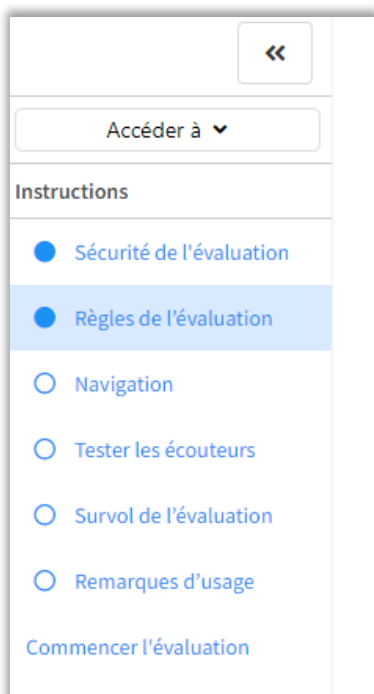 Accéder à
Instructions
Sécurité de l'évaluation
Règles de l’évaluation
Navigation
Tester les écouteurs
Survol de l’évaluation
Remarques d’usage
Commencer l'évaluation